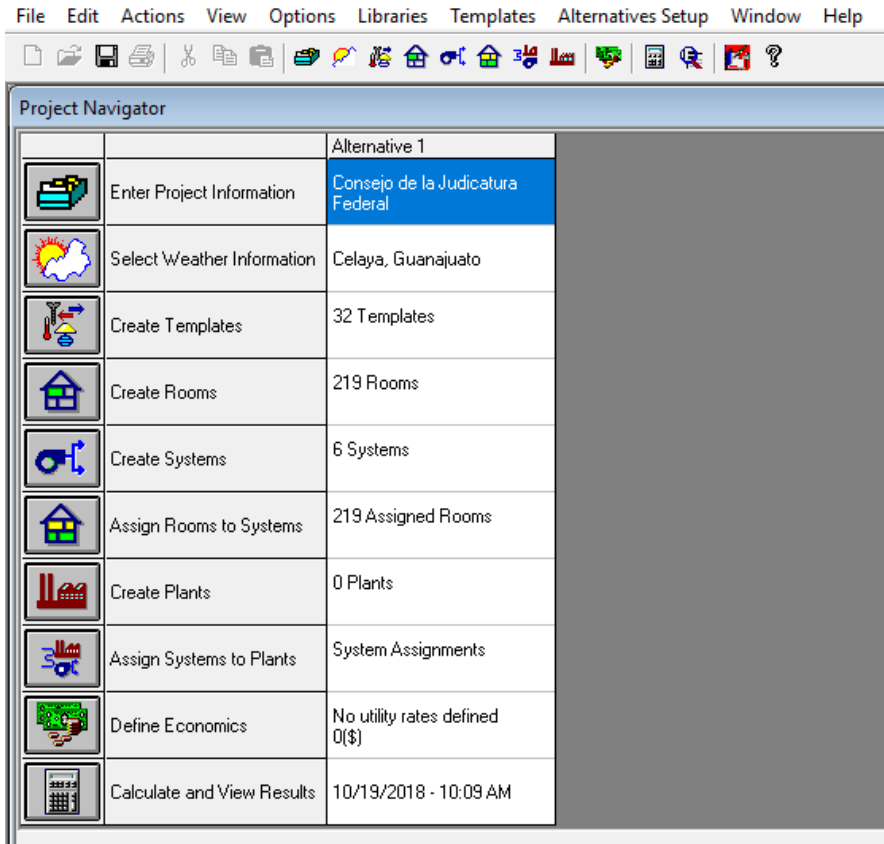 File Edit Actions View Options Libraries Templates Alternatives Setup Window Help
Project Navigator
Alternative 1
Enter Project Information
Consejo de la Judicatura
Federal
Select Weather Information
Celaya, Guanajuato
Create Templates
32 Templates
Create Rooms
219 Rooms
Create Systems
6 Systems
Assign Rooms to Systems
219 Assigned Rooms
Create Plants
0 Plants
Assign Systems to Plants
System Assignments
Define Economics
No utility rates defined
0($)
Calculate and View Results
10/19/2018 - 10:09 AM